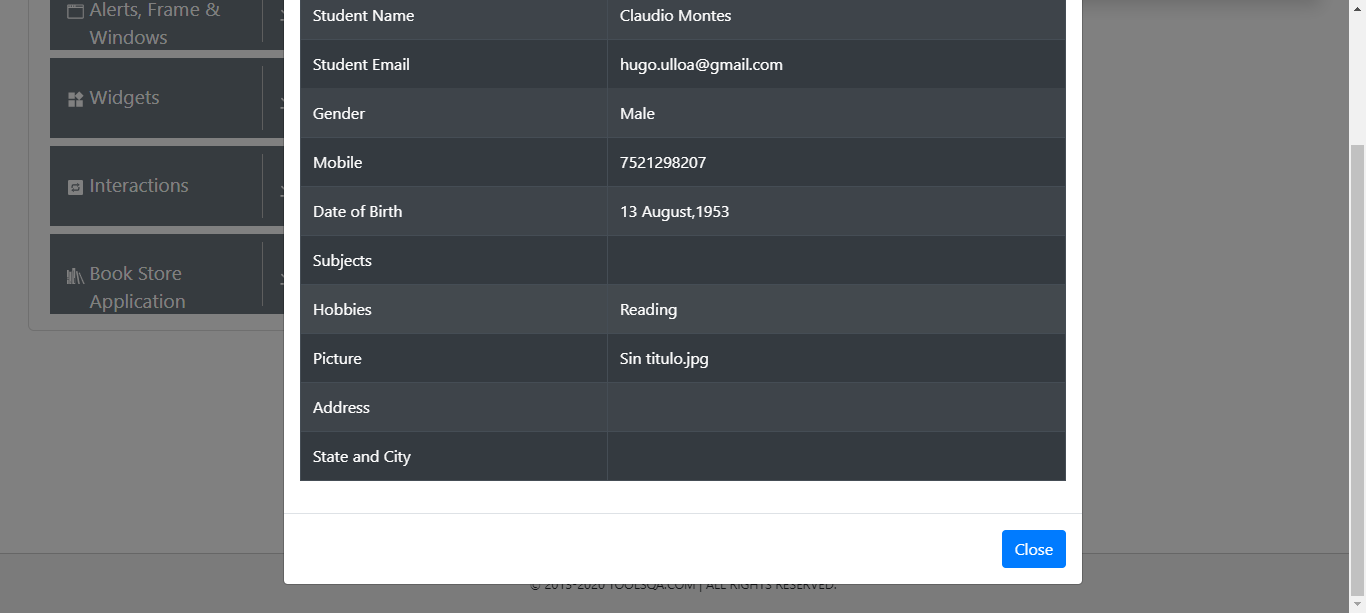 Alerts, Frame &
Windows
Widgets
Interactions
Book Store
Application
Student Name Claudio Montes
Student Email hugo.ulloa@gmail.com
Gender Male
Mobile 7521298207
Date of Birth 13 August,1953
Subjects
Hobbies Reading
Picture Sin titulo.jpg
Address
State and City
Close
© 2013-2020 TOOLSQA.COM | ALL RIGHTS RESERVED.